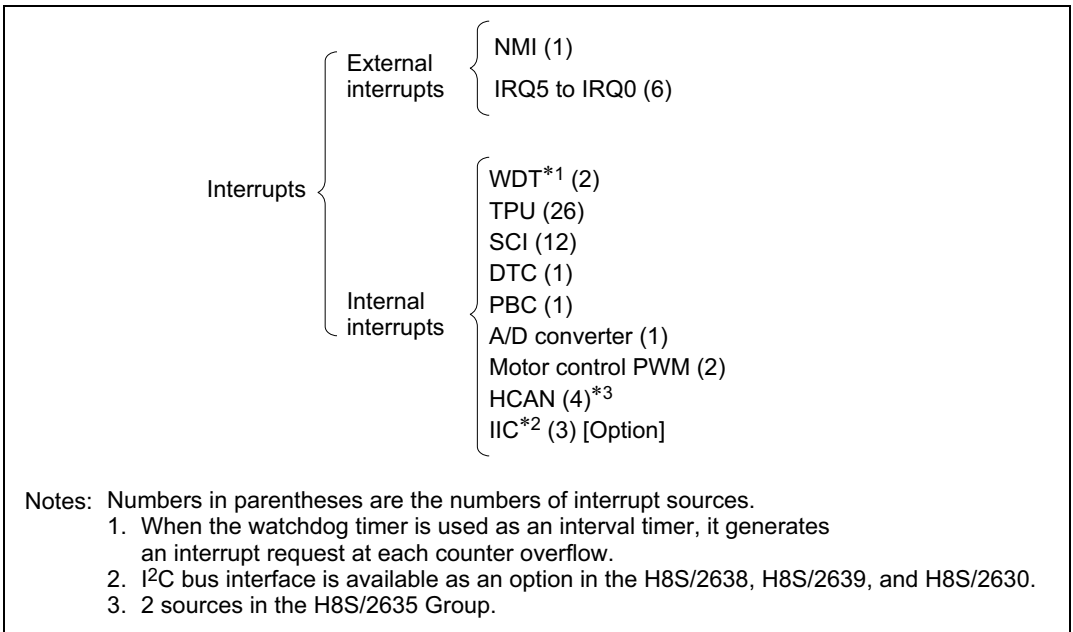 Interrupts
External
interrupts
NMI (1)
IRQ5 to IRQ0 (6)
Internal
interrupts
WDT*1 (2)
TPU (26)
SCI (12)
DTC (1)
PBC (1)
A/D converter (1)
Motor control PWM (2)
HCAN (4)*3
IIC*2 (3) [Option]
Notes: Numbers in parentheses are the numbers of interrupt sources.
1. When the watchdog timer is used as an interval timer, it generates
an interrupt request at each counter overflow.
2. I2C bus interface is available as an option in the H8S/2638, H8S/2639, and H8S/2630.
3. 2 sources in the H8S/2635 Group.